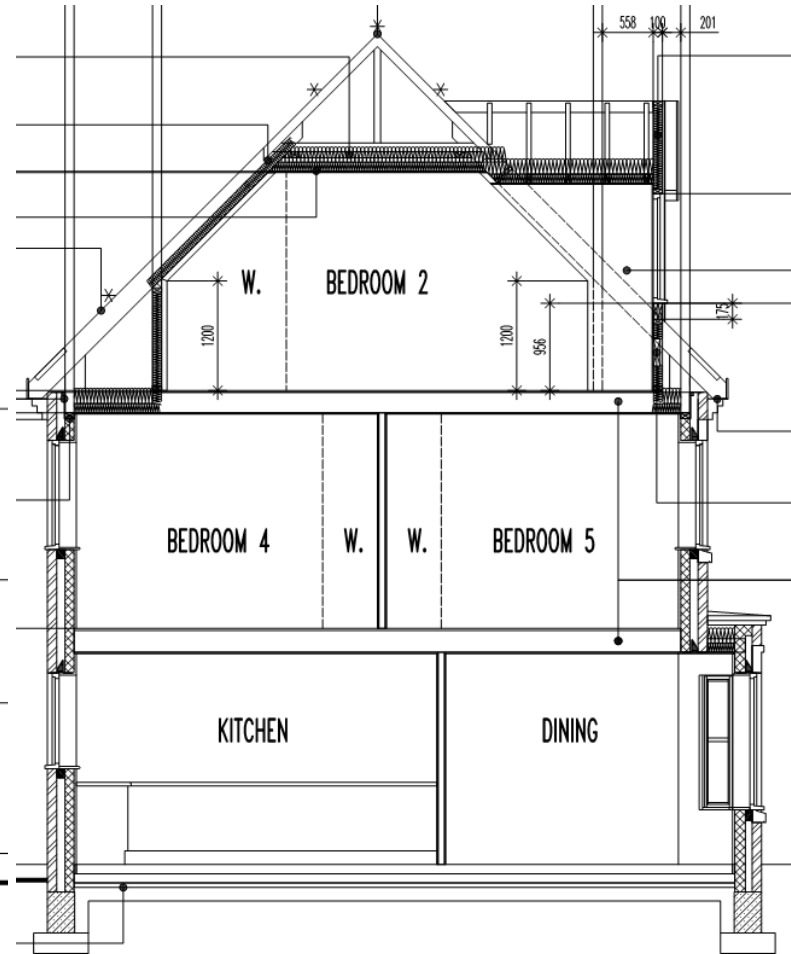 558 100 201
W. BEDROOM 2
1200 1200 956 175
BEDROOM 4 W. W. BEDROOM 5
KITCHEN DINING